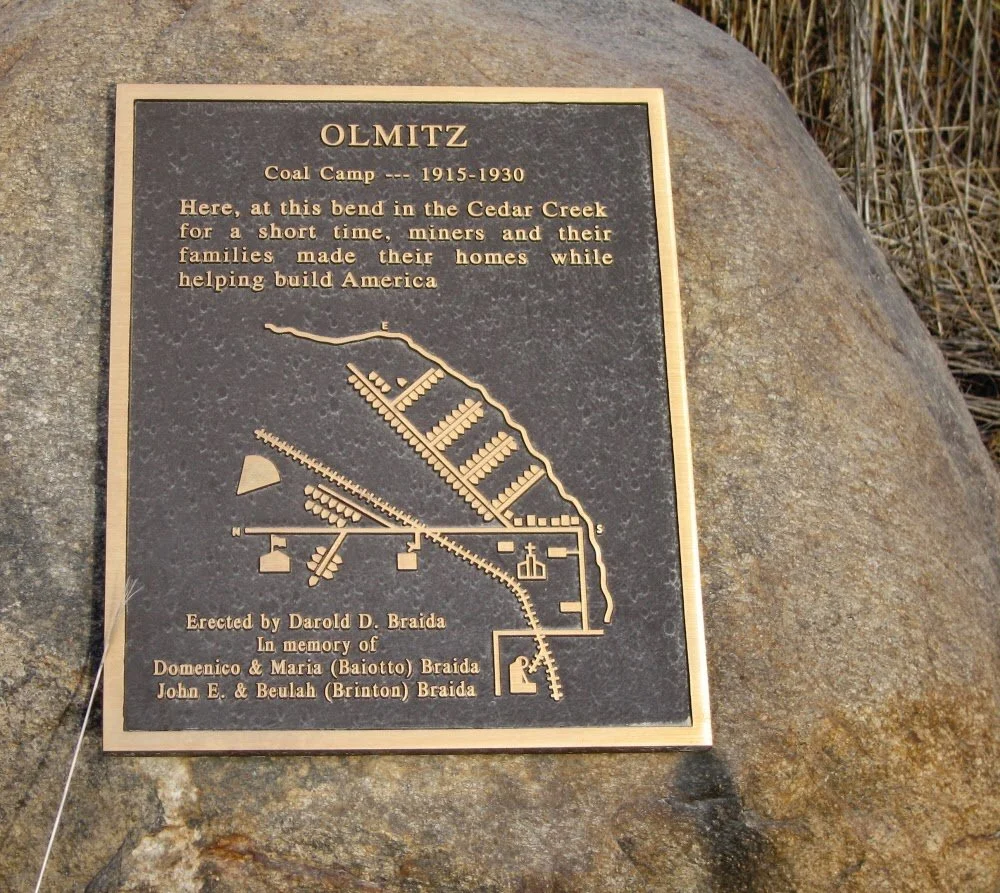 OLMITZ
Coal Camp --- 1915-1930
Here, at this bend in the Cedar Creek
for a short time, miners and their
families made their homes while
helping build America
E
N
S
Erected by Darold D. Braida
In memory of
Domenico & Maria (Baiotto) Braida
John E. & Beulah (Brinton) Braida